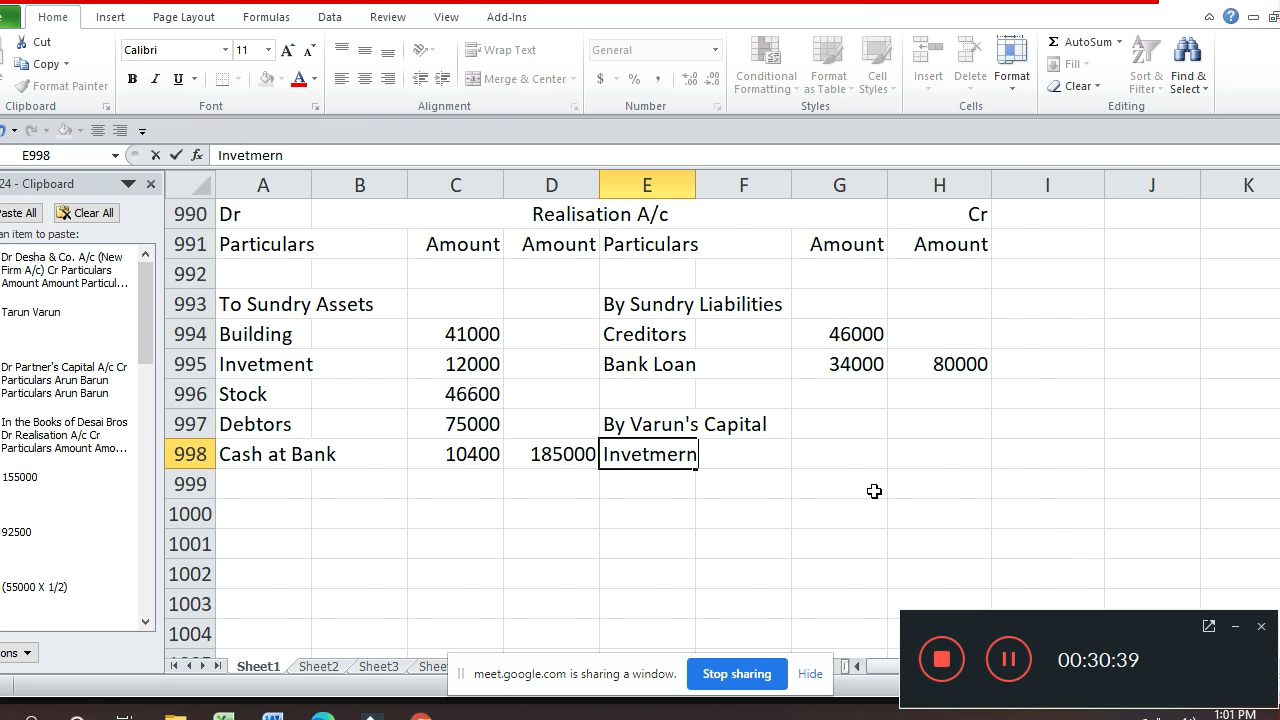 Home Insert Page Layout Formulas Data Review View Add-Ins
Cut
Copy
Format Painter
Clipboard
Calibri 11
B I U
Font
Wrap Text
Merge & Center
Alignment
General
$ % ,
Number
Conditional Formatting
Format as Table
Cell Styles
Styles
Insert Delete Format
Cells
Σ AutoSum
Fill
Clear
Sort & Filter
Find & Select
Editing
E998 fx Invetmern
24 - Clipboard
Paste All Clear All
an item to paste:
Dr Desha & Co. A/c (New
Firm A/c) Cr Particulars
Amount Amount Particul...
Tarun Varun
Dr Partner's Capital A/c Cr
Particulars Arun Barun
Particulars Arun Barun
In the Books of Desai Bros
Dr Realisation A/c Cr
Particulars Amount Amo...
155000
92500
(55000 X 1/2)
A B C D E F G H I J K
990 Dr Realisation A/c Cr
991 Particulars Amount Amount Particulars Amount Amount
992
993 To Sundry Assets By Sundry Liabilities
994 Building 41000 Creditors 46000
995 Invetment 12000 Bank Loan 34000 80000
996 Stock 46600
997 Debtors 75000 By Varun's Capital
998 Cash at Bank 10400 185000 Invetmern
999
1000
1001
1002
1003
1004
Sheet1 Sheet2 Sheet3
meet.google.com is sharing a window. Stop sharing Hide
00:30:39
1:01 PM